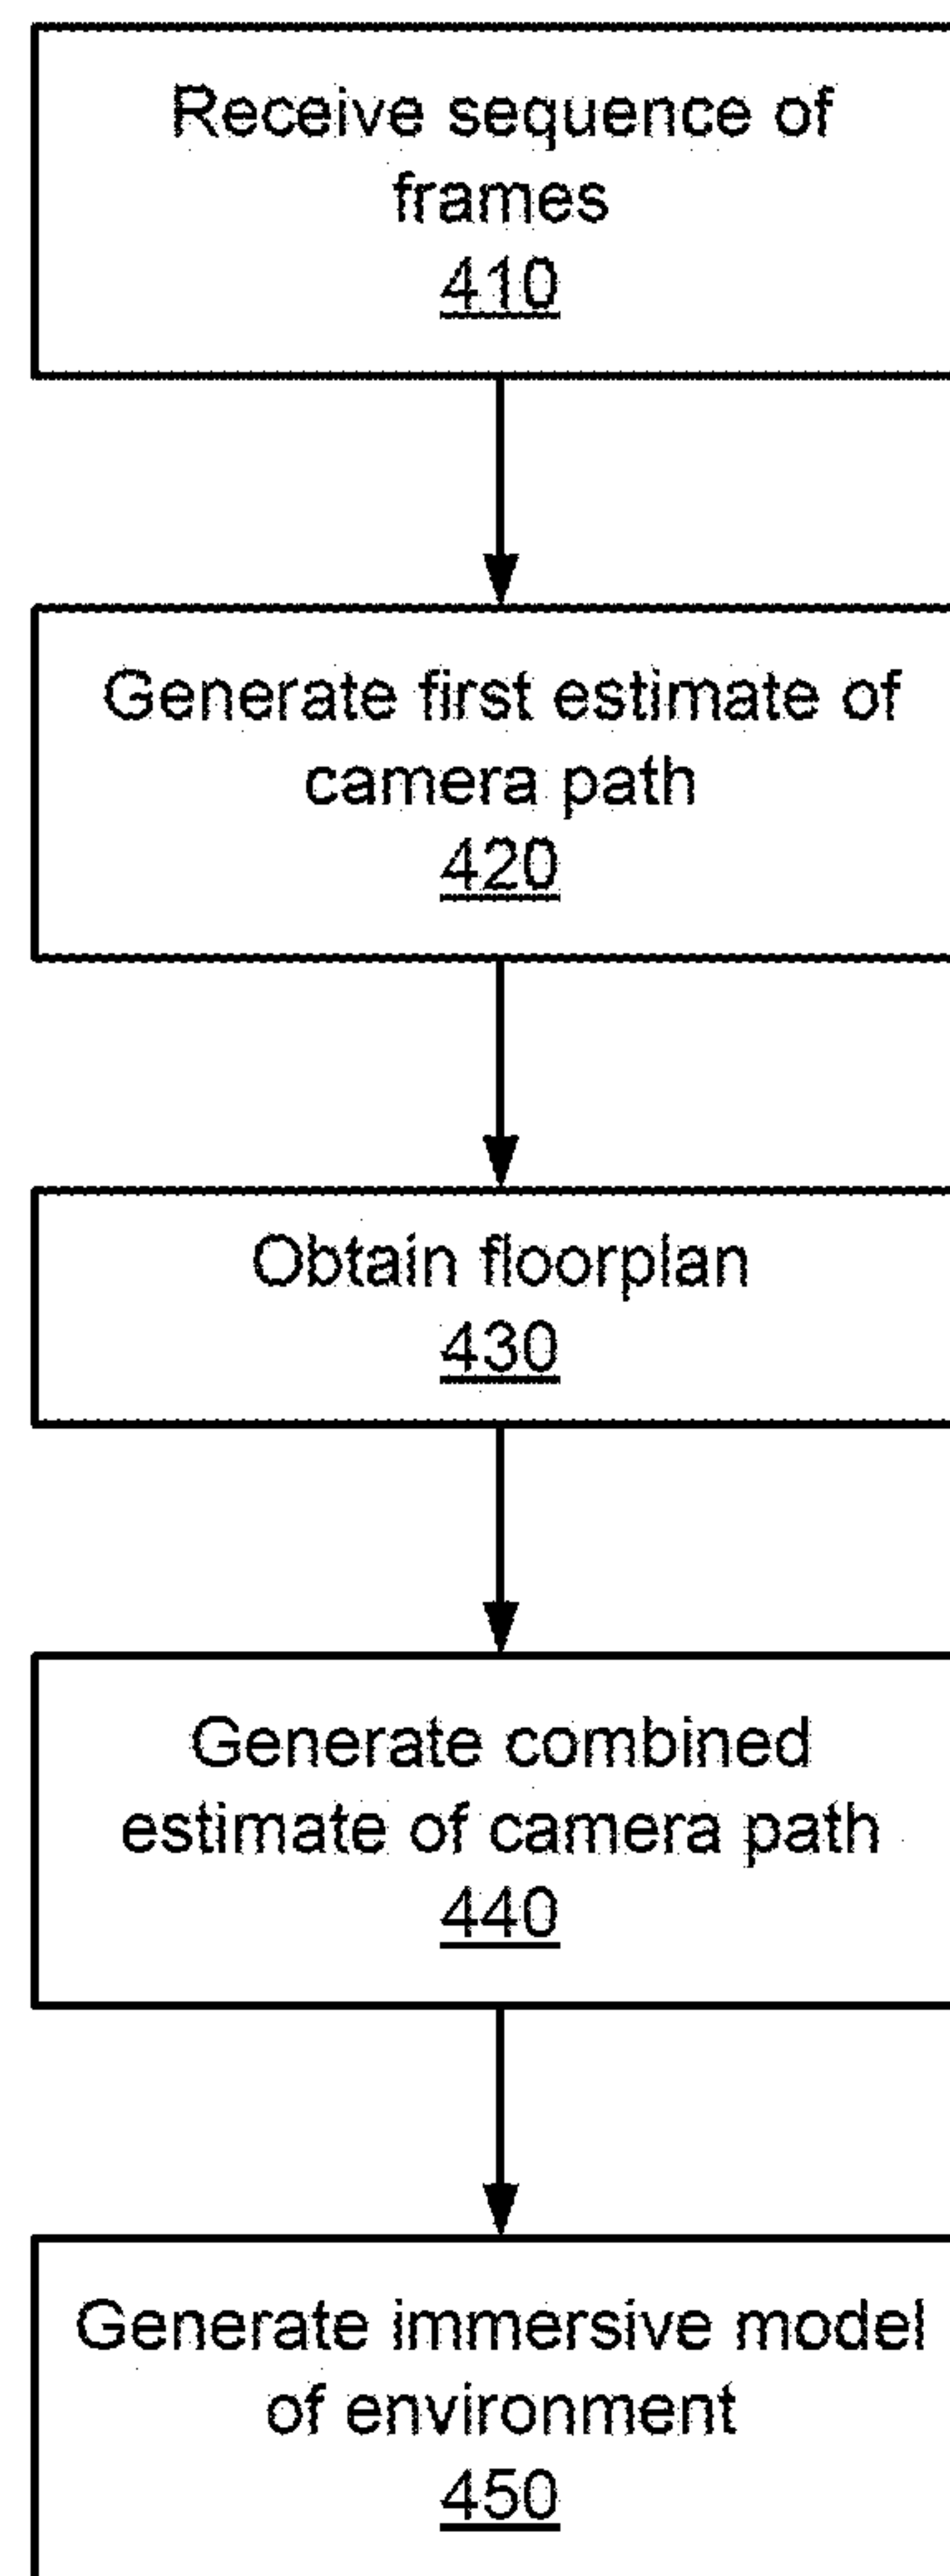 Receive sequence of
frames
410
Generate first estimate of
camera path
420
Obtain floorplan
430
Generate combined
estimate of camera path
440
Generate immersive model
of environment
450